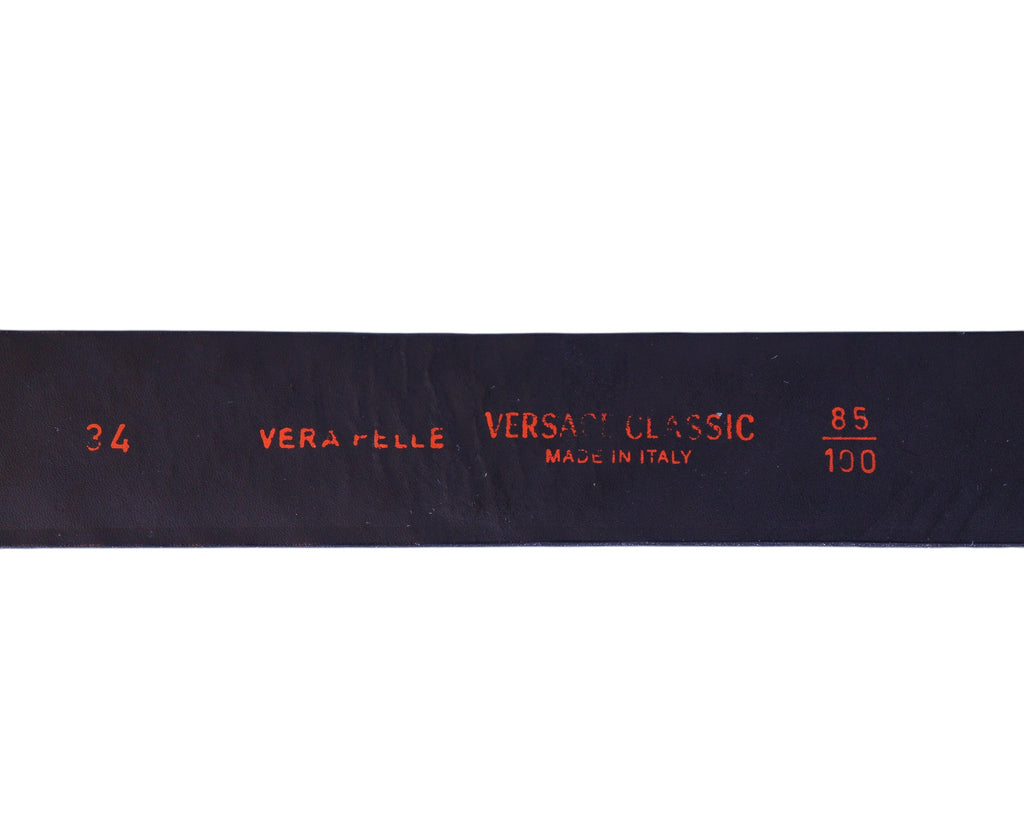 34
VERA PELLE
VERSACE CLASSIC
MADE IN ITALY
85
100